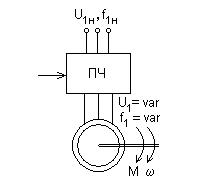 U1н, f1н
ПЧ
U1= var
f1 = var
M ω